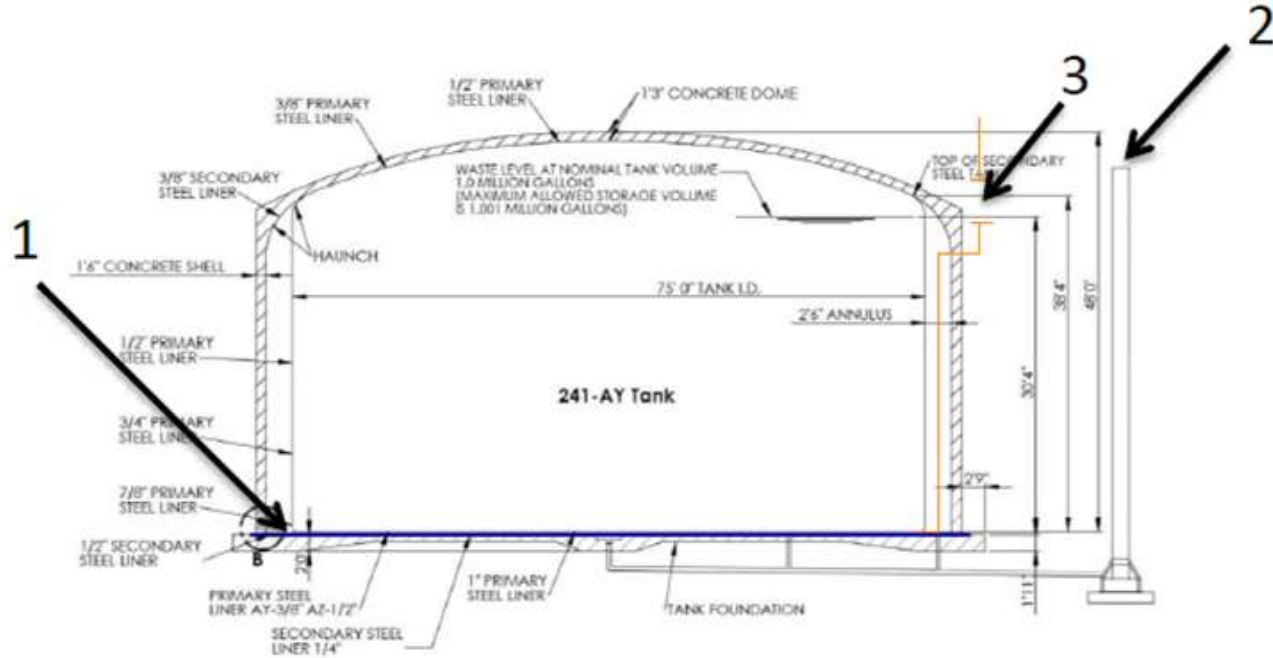 2
3
1/2" PRIMARY
STEEL LINER
1'3" CONCRETE DOME
3/8" PRIMARY
STEEL LINER
WASTE LEVEL AT NOMINAL TANK VOLUME
1.0 MILLION GALLONS
(MAXIMUM ALLOWED STORAGE VOLUME
IS 1.001 MILLION GALLONS)
TOP OF SECONDARY
STEEL
3/8" SECONDARY
STEEL LINER
1
HAUNCH
1'6" CONCRETE SHELL
75' 0" TANK I.D.
2'6" ANNULUS
38'4"
48'0"
30'4"
1/2" PRIMARY
STEEL LINER
241-AY Tank
3/4" PRIMARY
STEEL LINER
7/8" PRIMARY
STEEL LINER
2'9"
1/2" SECONDARY
STEEL LINER
B
2'0"
1'11"
PRIMARY STEEL
LINER AY-3/8" AZ-1/2"
1" PRIMARY
STEEL LINER
TANK FOUNDATION
SECONDARY STEEL
LINER 1/4"